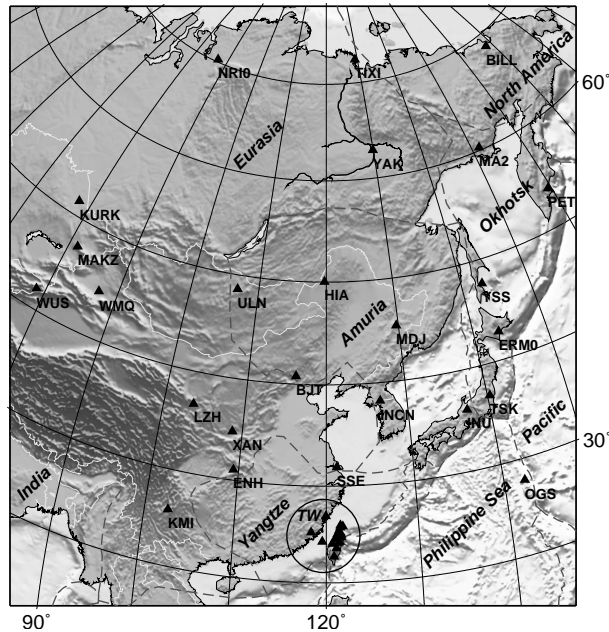 BILL
NRI0
TIXI
North America
60°
Eurasia
YAK
MA2
PET
Okhotsk
KURK
MAKZ
WUS
WMQ
ULN
HIA
YSS
Amuria
MDJ
ERM0
BJT
LZH
INCN
TSK
INU
XAN
Pacific
30°
ENH
SSE
India
OGS
KMI
Yangtze
TW
Philippine Sea
90°
120°